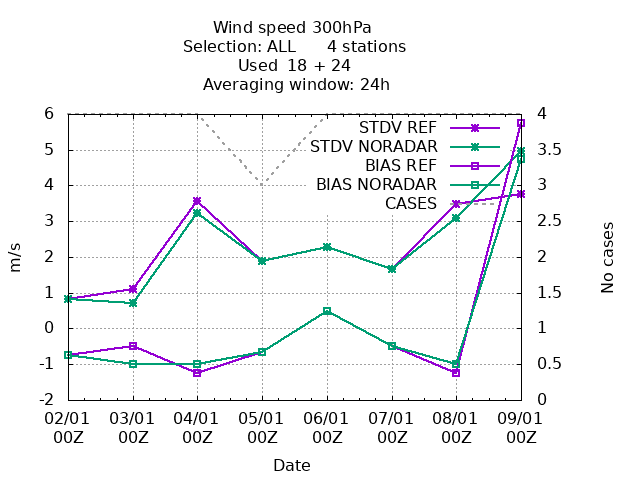 Wind speed 300hPa
Selection: ALL 4 stations
Used 18 + 24
Averaging window: 24h
6 4
STDV REF
STDV NORADAR
5 3.5
BIAS REF
4 BIAS NORADAR 3
CASES
3 2.5
2 2
m/s No cases
1 1.5
0 1
-1 0.5
-2 0
02/01 03/01 04/01 05/01 06/01 07/01 08/01 09/01
00Z 00Z 00Z 00Z 00Z 00Z 00Z 00Z
Date